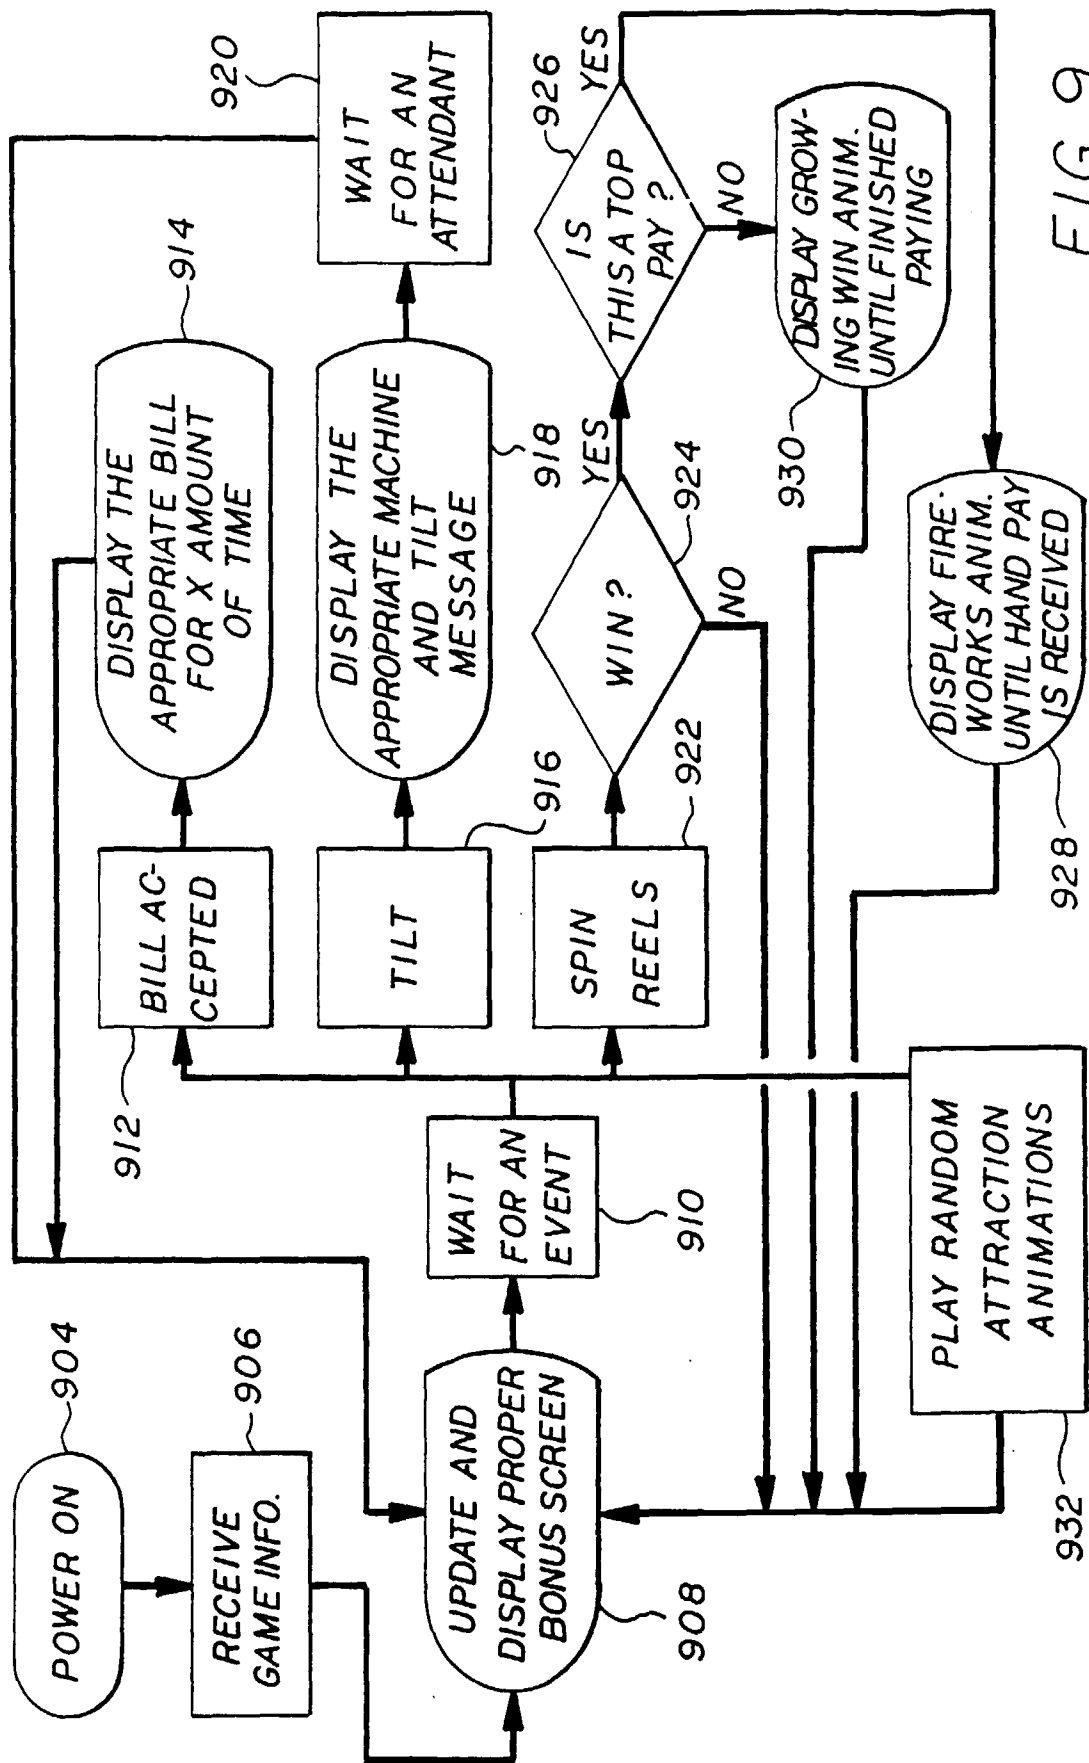 904
POWER ON
906
RECEIVE
GAME INFO.
908
UPDATE AND
DISPLAY PROPER
BONUS SCREEN
910
WAIT
FOR AN
EVENT
912
BILL AC-
CEPTED
914
DISPLAY THE
APPROPRIATE BILL
FOR X AMOUNT
OF TIME
916
TILT
918
DISPLAY THE
APPROPRIATE MACHINE
AND TILT
MESSAGE
920
WAIT
FOR AN
ATTENDANT
922
SPIN
REELS
924
WIN?
YES
NO
926
IS
THIS A TOP
PAY?
YES
NO
930
DISPLAY GROW-
ING WIN ANIM.
UNTIL FINISHED
PAYING
928
DISPLAY FIRE-
WORKS ANIM.
UNTIL HAND PAY
IS RECEIVED
932
PLAY RANDOM
ATTRACTION
ANIMATIONS
FIG. 9